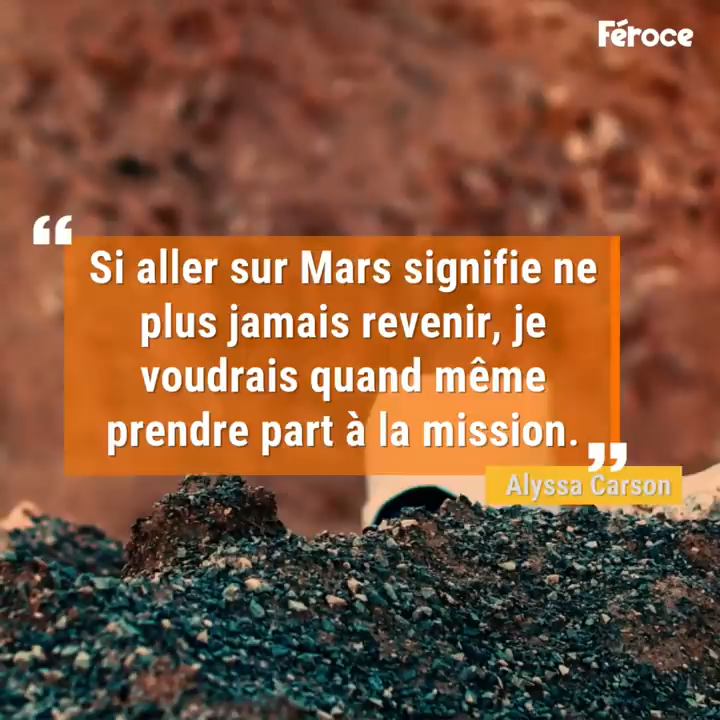 Féroce
“
Si aller sur Mars signifie ne
plus jamais revenir, je
voudrais quand même
prendre part à la mission.
”
Alyssa Carson